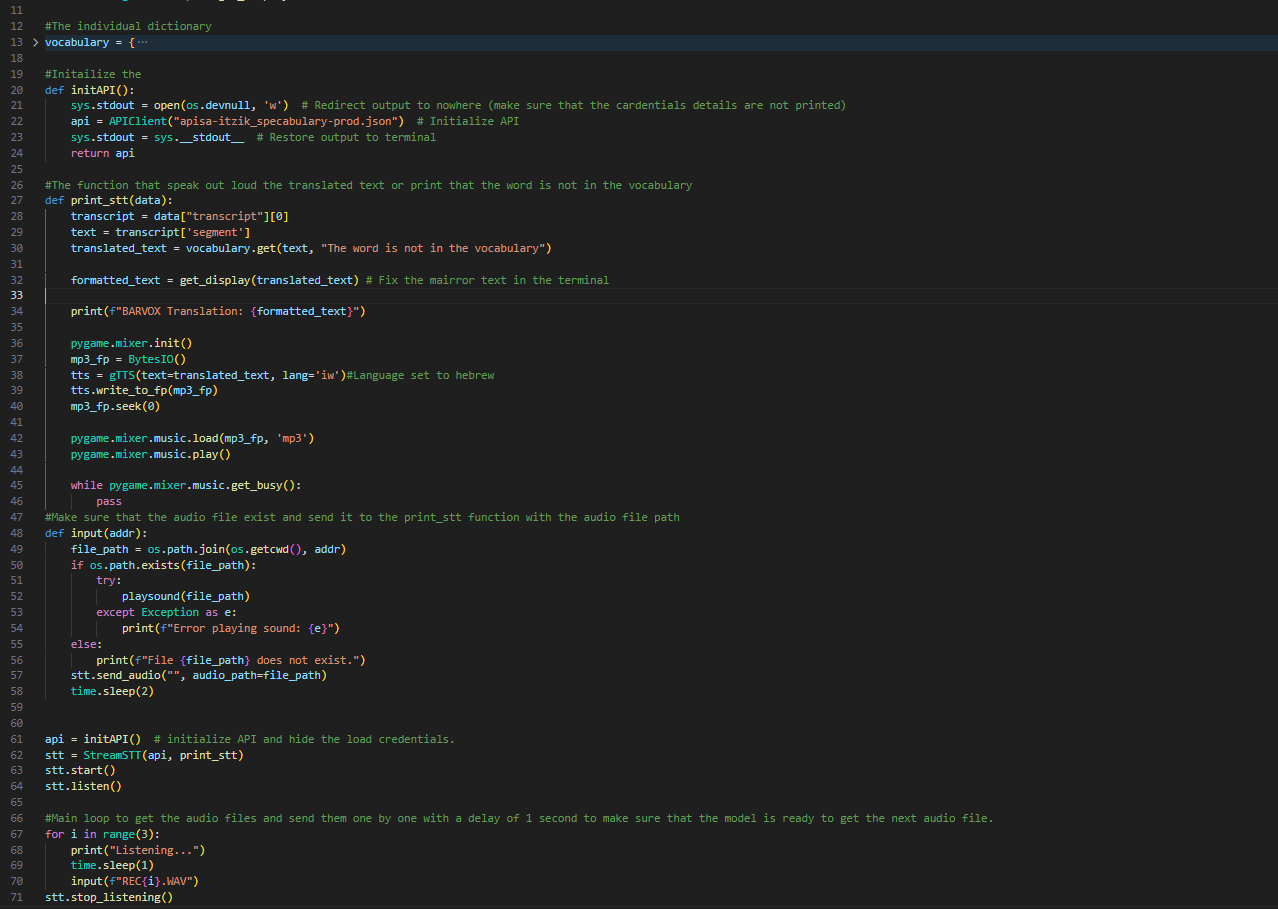 11
12 #The individual dictionary
13 > vocabulary = { ···
18
19 #Initailize the
20 def initAPI():
21     sys.stdout = open(os.devnull, 'w')  # Redirect output to nowhere (make sure that the cardentials details are not printed)
22     api = APIClient("apisa-itzik_specabulary-prod.json")  # Initialize API
23     sys.stdout = sys.__stdout__  # Restore output to terminal
24     return api
25
26 #The function that speak out loud the translated text or print that the word is not in the vocabulary
27 def print_stt(data):
28     transcript = data["transcript"][0]
29     text = transcript['segment']
30     translated_text = vocabulary.get(text, "The word is not in the vocabulary")
31
32     formatted_text = get_display(translated_text) # Fix the mairror text in the terminal
33
34     print(f"BARVOX Translation: {formatted_text}")
35
36     pygame.mixer.init()
37     mp3_fp = BytesIO()
38     tts = gTTS(text=translated_text, lang='iw')#Language set to hebrew
39     tts.write_to_fp(mp3_fp)
40     mp3_fp.seek(0)
41
42     pygame.mixer.music.load(mp3_fp, 'mp3')
43     pygame.mixer.music.play()
44
45     while pygame.mixer.music.get_busy():
46         pass
47 #Make sure that the audio file exist and send it to the print_stt function with the audio file path
48 def input(addr):
49     file_path = os.path.join(os.getcwd(), addr)
50     if os.path.exists(file_path):
51         try:
52             playsound(file_path)
53         except Exception as e:
54             print(f"Error playing sound: {e}")
55     else:
56         print(f"File {file_path} does not exist.")
57     stt.send_audio("", audio_path=file_path)
58     time.sleep(2)
59
60
61 api = initAPI()  # initialize API and hide the load credentials.
62 stt = StreamSTT(api, print_stt)
63 stt.start()
64 stt.listen()
65
66 #Main loop to get the audio files and send them one by one with a delay of 1 second to make sure that the model is ready to get the next audio file.
67 for i in range(3):
68     print("Listening...")
69     time.sleep(1)
70     input(f"REC{i}.WAV")
71 stt.stop_listening()